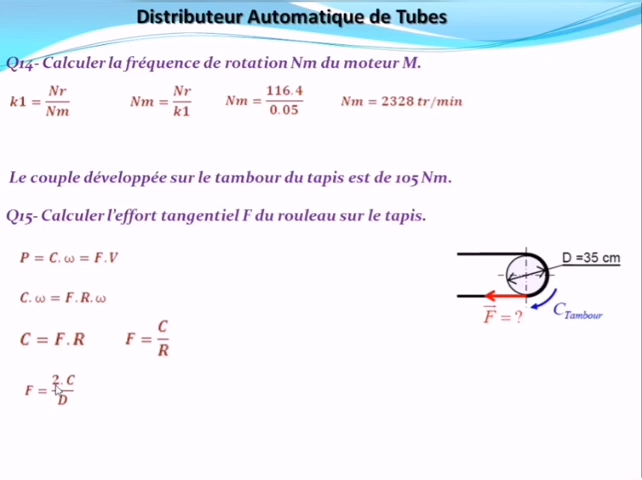 Distributeur Automatique de Tubes
Q14- Calculer la fréquence de rotation Nm du moteur M.
k1 = Nr/Nm    Nm = Nr/k1    Nm = 116.4/0.05    Nm = 2328 tr/min
Le couple développée sur le tambour du tapis est de 105 Nm.
Q15- Calculer l'effort tangentiel F du rouleau sur le tapis.
P = C. ω = F. V
D =35 cm
C. ω = F. R. ω
F = ?
C Tambour
C = F. R    F = C/R
F = 2. C/D